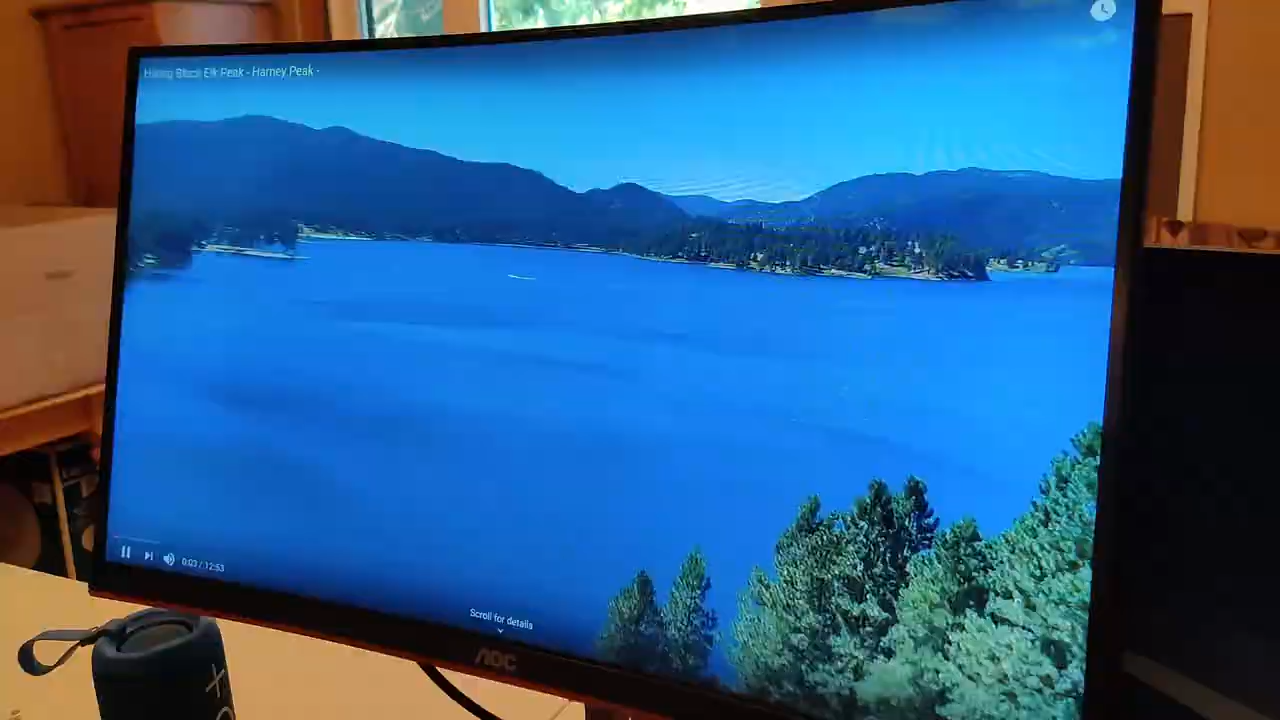 Hiking Black Elk Peak - Harney Peak -
0:03 / 12:53
Scroll for details
AOC